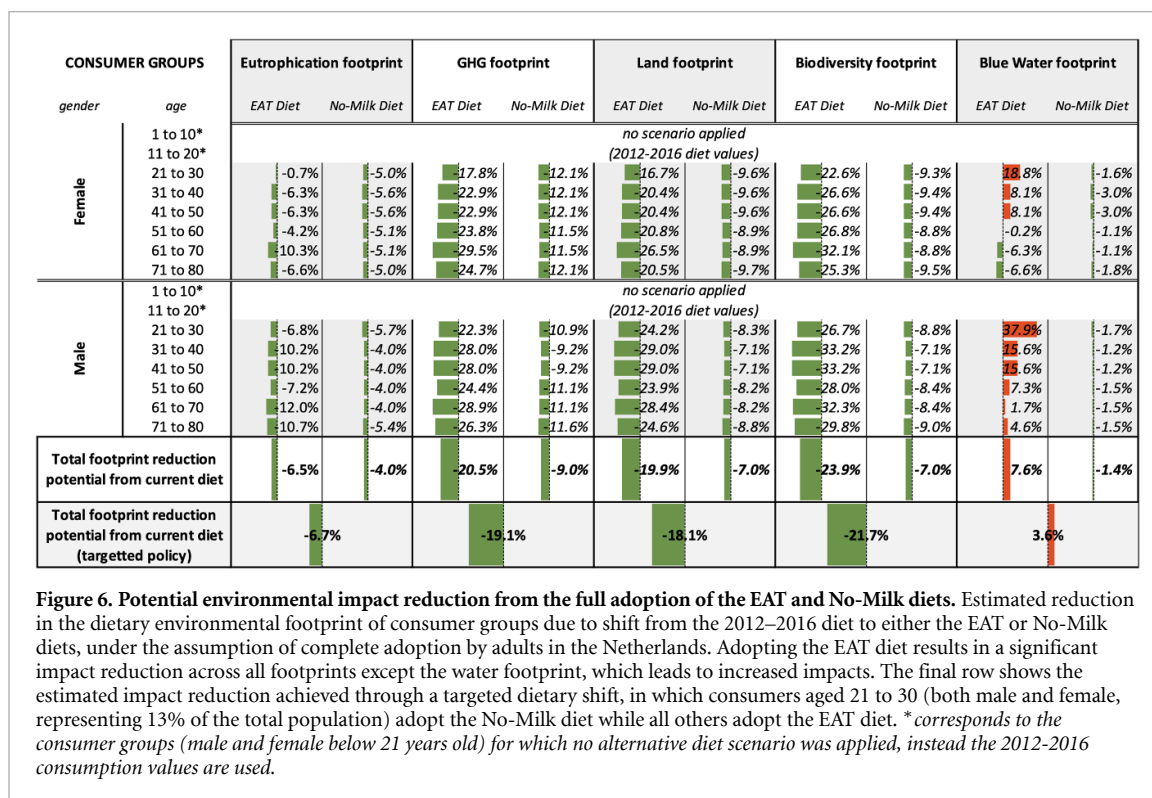 CONSUMER GROUPS Eutrophication footprint GHG footprint Land footprint Biodiversity footprint Blue Water footprint
gender age EAT Diet No-Milk Diet EAT Diet No-Milk Diet EAT Diet No-Milk Diet EAT Diet No-Milk Diet EAT Diet No-Milk Diet
Female
1 to 10* no scenario applied
11 to 20* (2012-2016 diet values)
21 to 30 -0.7% -5.0% -17.8% -12.1% -16.7% -9.6% -22.6% -9.3% 18.8% -1.6%
31 to 40 -6.3% -5.6% -22.9% -12.1% -20.4% -9.6% -26.6% -9.4% 8.1% -3.0%
41 to 50 -6.3% -5.6% -22.9% -12.1% -20.4% -9.6% -26.6% -9.4% 8.1% -3.0%
51 to 60 -4.2% -5.1% -23.8% -11.5% -20.8% -8.9% -26.8% -8.8% -0.2% -1.1%
61 to 70 -10.3% -5.1% -29.5% -11.5% -26.5% -8.9% -32.1% -8.8% -6.3% -1.1%
71 to 80 -6.6% -5.0% -24.7% -12.1% -20.5% -9.7% -25.3% -9.5% -6.6% -1.8%
Male
1 to 10* no scenario applied
11 to 20* (2012-2016 diet values)
21 to 30 -6.8% -5.7% -22.3% -10.9% -24.2% -8.3% -26.7% -8.8% 37.9% -1.7%
31 to 40 -10.2% -4.0% -28.0% -9.2% -29.0% -7.1% -33.2% -7.1% 15.6% -1.2%
41 to 50 -10.2% -4.0% -28.0% -9.2% -29.0% -7.1% -33.2% -7.1% 15.6% -1.2%
51 to 60 -7.2% -4.0% -24.4% -11.1% -23.9% -8.2% -28.0% -8.4% 7.3% -1.5%
61 to 70 -12.0% -4.0% -28.9% -11.1% -28.4% -8.2% -32.3% -8.4% 1.7% -1.5%
71 to 80 -10.7% -5.4% -26.3% -11.6% -24.6% -8.8% -29.8% -9.0% 4.6% -1.5%
Total footprint reduction
potential from current diet
-6.5% -4.0% -20.5% -9.0% -19.9% -7.0% -23.9% -7.0% 7.6% -1.4%
Total footprint reduction
potential from current diet
(targetted policy)
-6.7% -19.1% -18.1% -21.7% 3.6%
Figure 6. Potential environmental impact reduction from the full adoption of the EAT and No-Milk diets. Estimated reduction
in the dietary environmental footprint of consumer groups due to shift from the 2012–2016 diet to either the EAT or No-Milk
diets, under the assumption of complete adoption by adults in the Netherlands. Adopting the EAT diet results in a significant
impact reduction across all footprints except the water footprint, which leads to increased impacts. The final row shows the
estimated impact reduction achieved through a targeted dietary shift, in which consumers aged 21 to 30 (both male and female,
representing 13% of the total population) adopt the No-Milk diet while all others adopt the EAT diet. *corresponds to the
consumer groups (male and female below 21 years old) for which no alternative diet scenario was applied, instead the 2012-2016
consumption values are used.